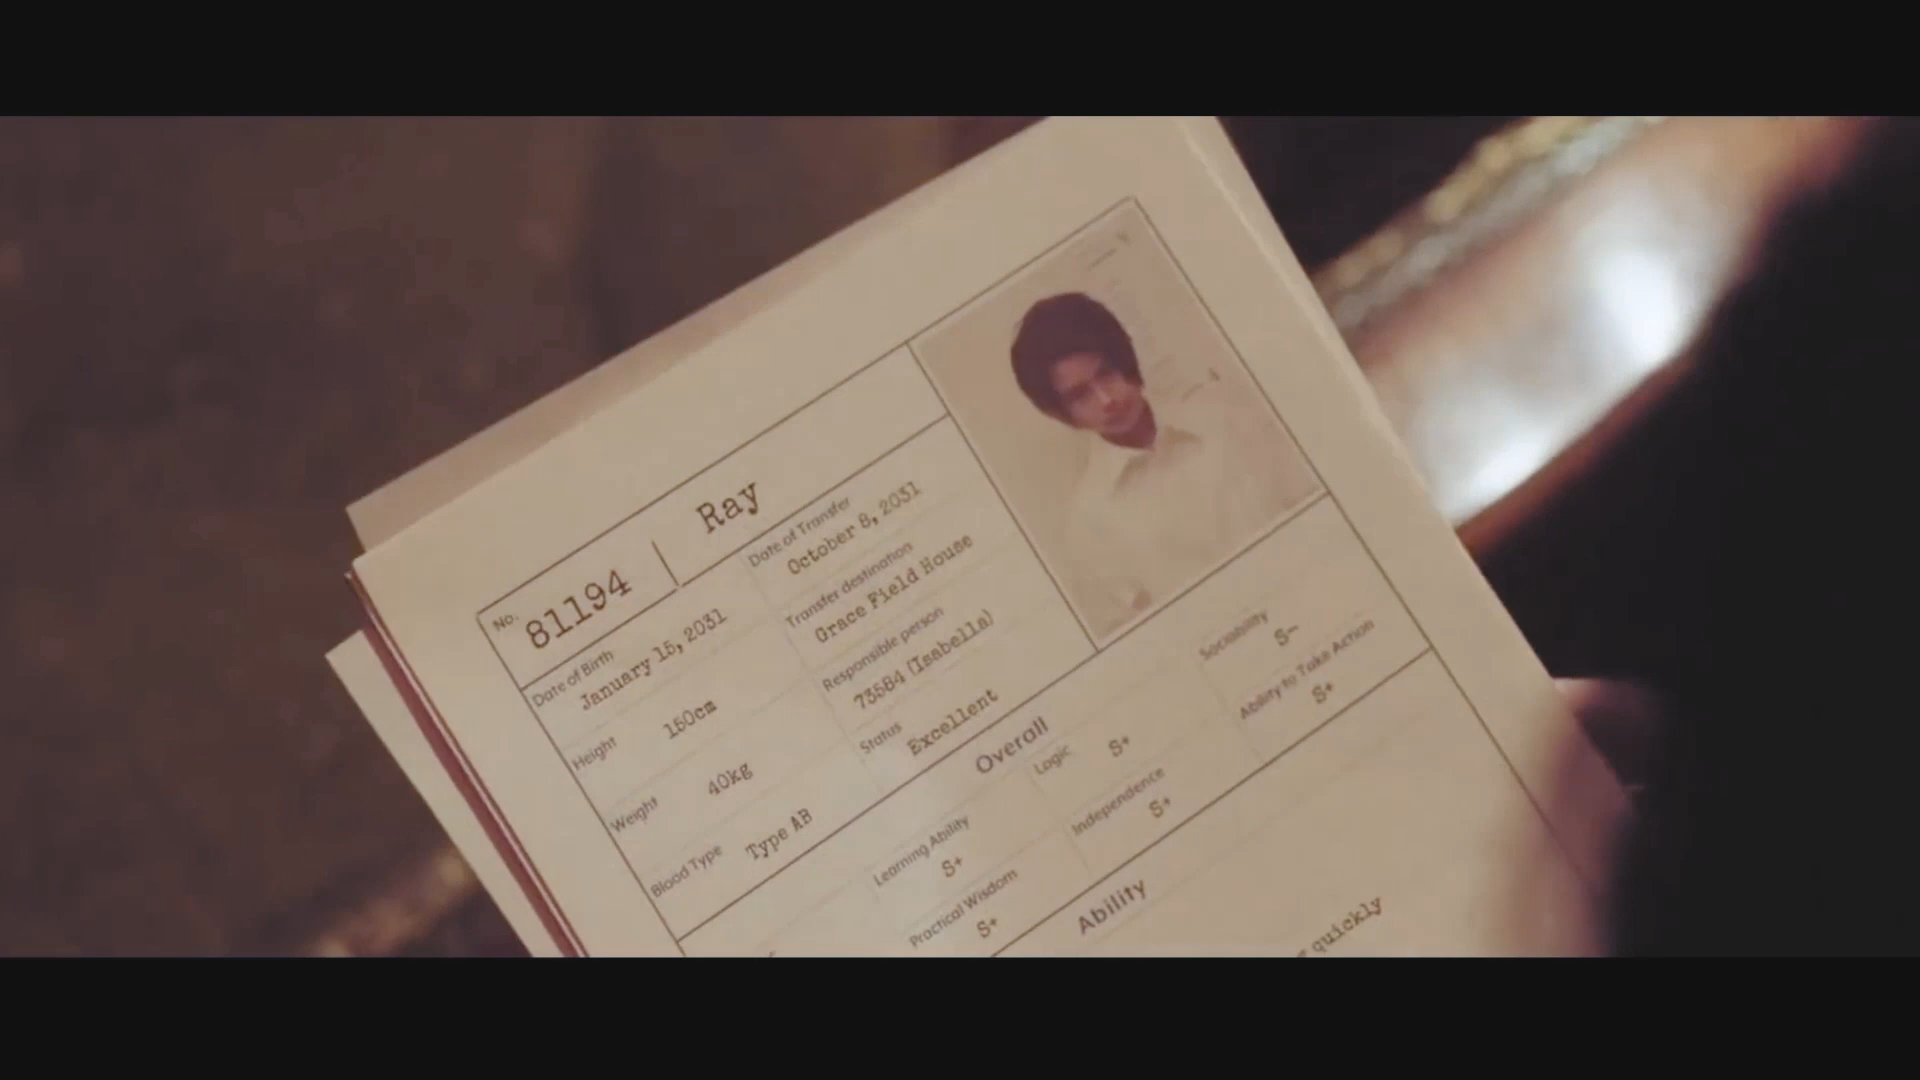 No.
81194
Ray
Date of Birth
January 15, 2031
Height
150cm
Weight
40kg
Blood Type
Type AB
Date of Transfer
October 8, 2031
Transfer destination
Grace Field House
Responsible person
73584 (Isabella)
Status
Excellent
Overall
Learning Ability
S+
Logic
S+
Sociability
S-
Practical Wisdom
S+
Independence
S+
Ability to Take Action
S+
Ability
quickly